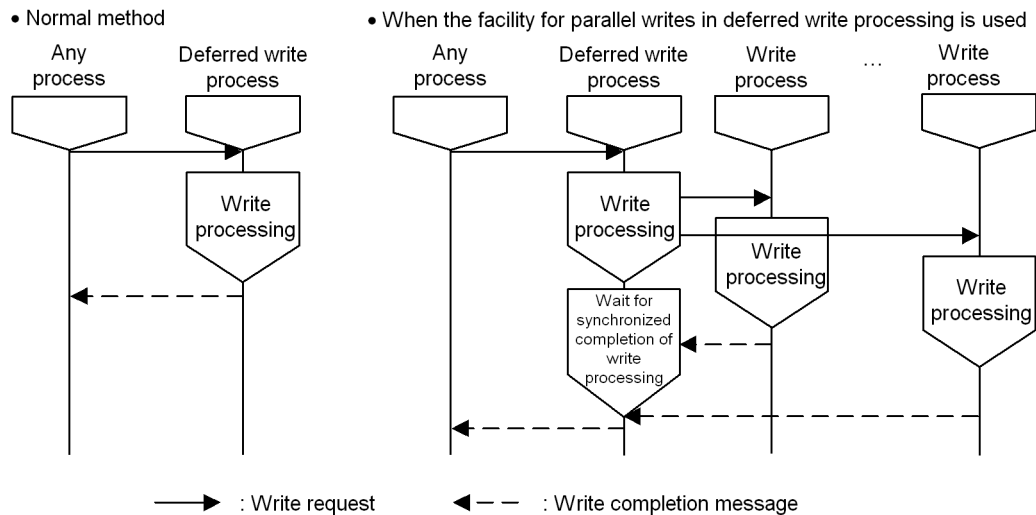 • Normal method
Any
process
Deferred write
process
Write
processing
• When the facility for parallel writes in deferred write processing is used
Any
process
Deferred write
process
Write
process
...
Write
process
Write
processing
Wait for
synchronized
completion of
write
processing
Write
processing
Write
processing
: Write request
: Write completion message